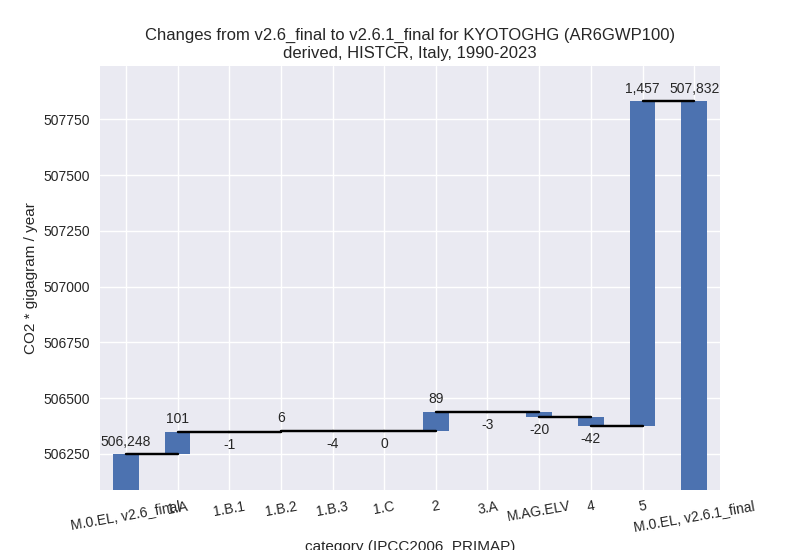 Changes from v2.6_final to v2.6.1_final for KYOTOGHG (AR6GWP100)
derived, HISTCR, Italy, 1990-2023
1,457 507,832
507750
507500
507250
507000
506750
506500
506250
CO2 * gigagram / year
506,248 101 -1 6 -4 0 89 -3 -20 -42
M.0.EL, v2.6_final 1.A 1.B.1 1.B.2 1.B.3 1.C 2 3.A M.AG.ELV 4 5 M.0.EL, v2.6.1_final
category (IPCC2006_PRIMAP)